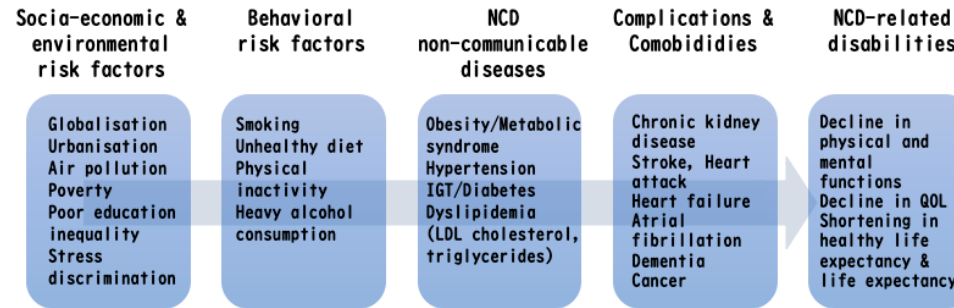 Socia-economic &
environmental
risk factors
Behavioral
risk factors
NCD
non-communicable
diseases
Complications &
Comobididies
NCD-related
disabilities
Globalisation
Urbanisation
Air pollution
Poverty
Poor education
inequality
Stress
discrimination
Smoking
Unhealthy diet
Physical
inactivity
Heavy alcohol
consumption
Obesity/Metabolic
syndrome
Hypertension
IGT/Diabetes
Dyslipidemia
(LDL cholesterol,
triglycerides)
Chronic kidney
disease
Stroke, Heart
attack
Heart failure
Atrial
fibrillation
Dementia
Cancer
Decline in
physical and
mental
functions
Decline in QOL
Shortening in
healthy life
expectancy &
life expectancy